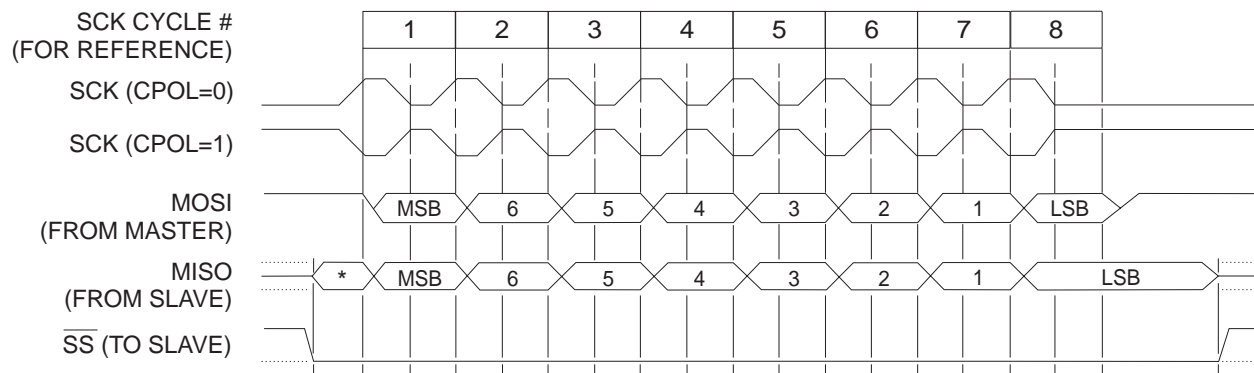 SCK CYCLE # 1 2 3 4 5 6 7 8
(FOR REFERENCE)
SCK (CPOL=0)
SCK (CPOL=1)
MOSI MSB 6 5 4 3 2 1 LSB
(FROM MASTER)
MISO * MSB 6 5 4 3 2 1 LSB
(FROM SLAVE)
SS (TO SLAVE)